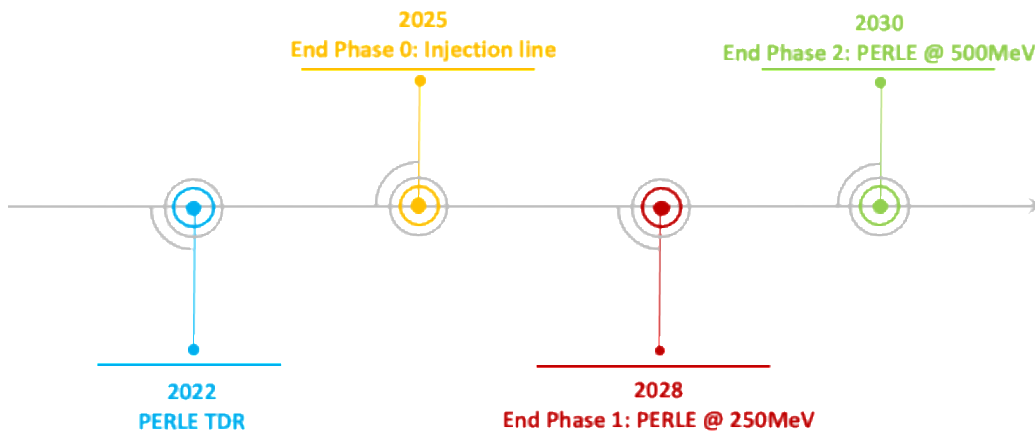 2025
End Phase 0: Injection line
2030
End Phase 2: PERLE @ 500MeV
2022
PERLE TDR
2028
End Phase 1: PERLE @ 250MeV